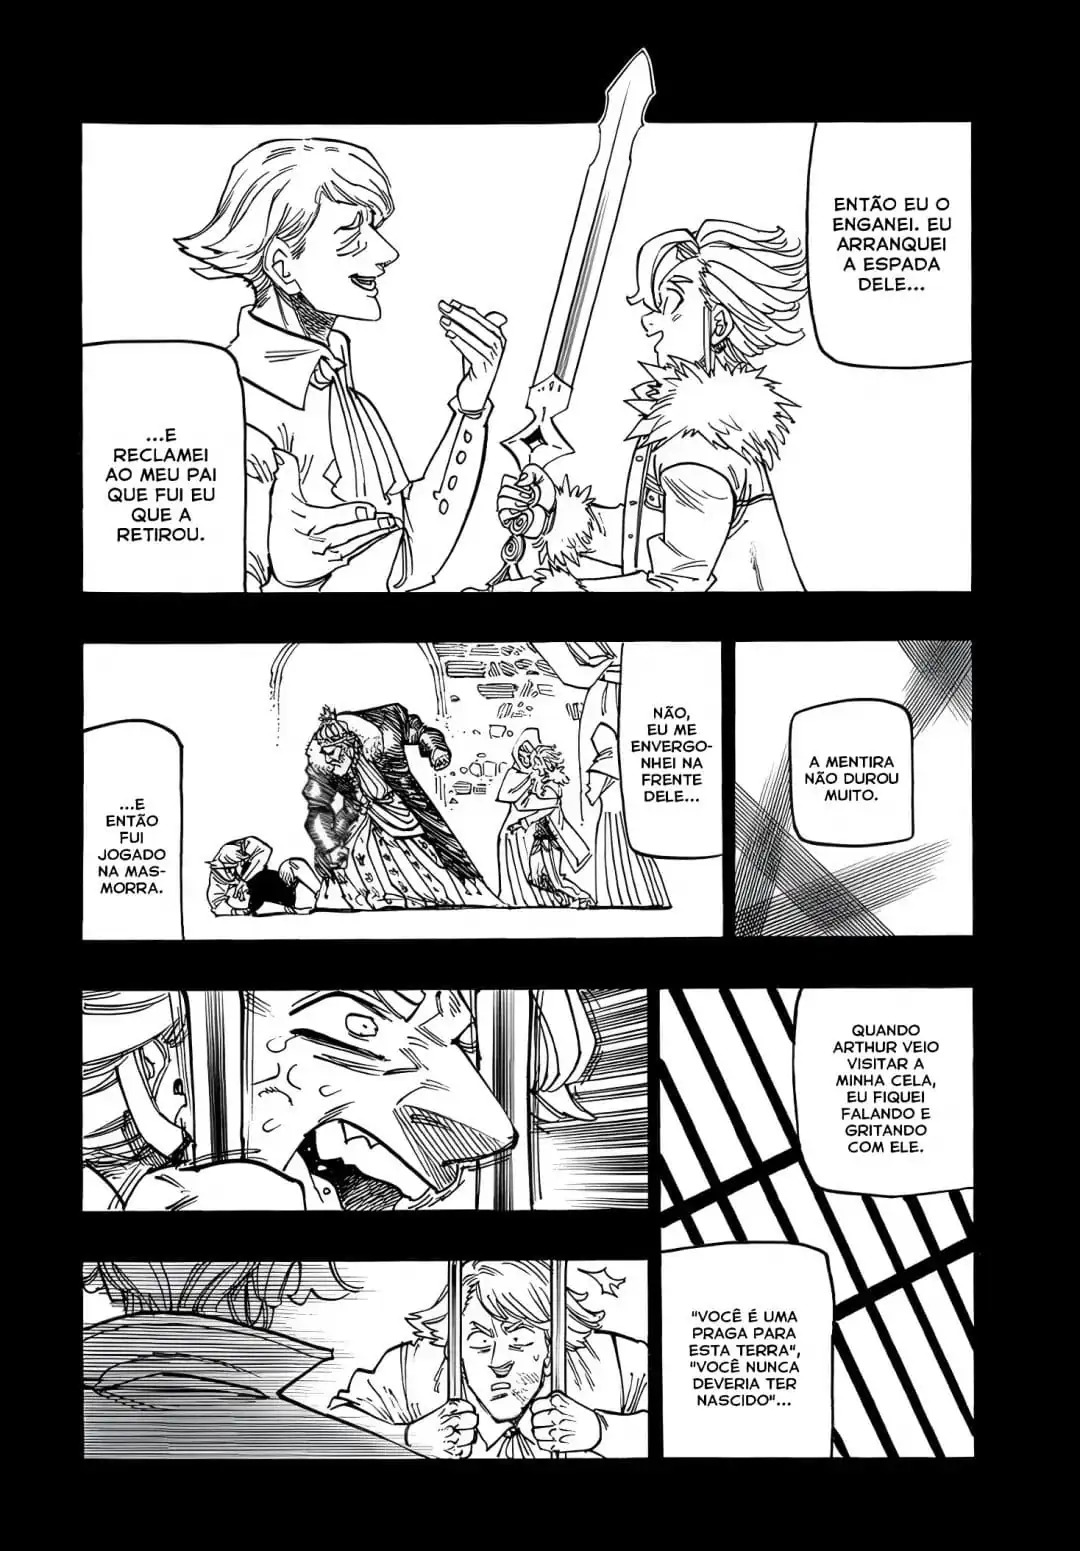 ENTÃO EU O
ENGANEI. EU
ARRANQUEI
A ESPADA
DELE...
...E
RECLAMEI
AO MEU PAI
QUE FUI EU
QUE A
RETIROU.
A MENTIRA
NÃO DUROU
MUITO.
NÃO,
EU ME
ENVERGO-
NHEI NA
FRENTE
DELE...
...E
ENTÃO
FUI
JOGADO
NA MAS-
MORRA.
QUANDO
ARTHUR VEIO
VISITAR A
MINHA CELA,
EU FIQUEI
FALANDO E
GRITANDO
COM ELE.
"VOCÊ É UMA
PRAGA PARA
ESTA TERRA",
"VOCÊ NUNCA
DEVERIA TER
NASCIDO"...